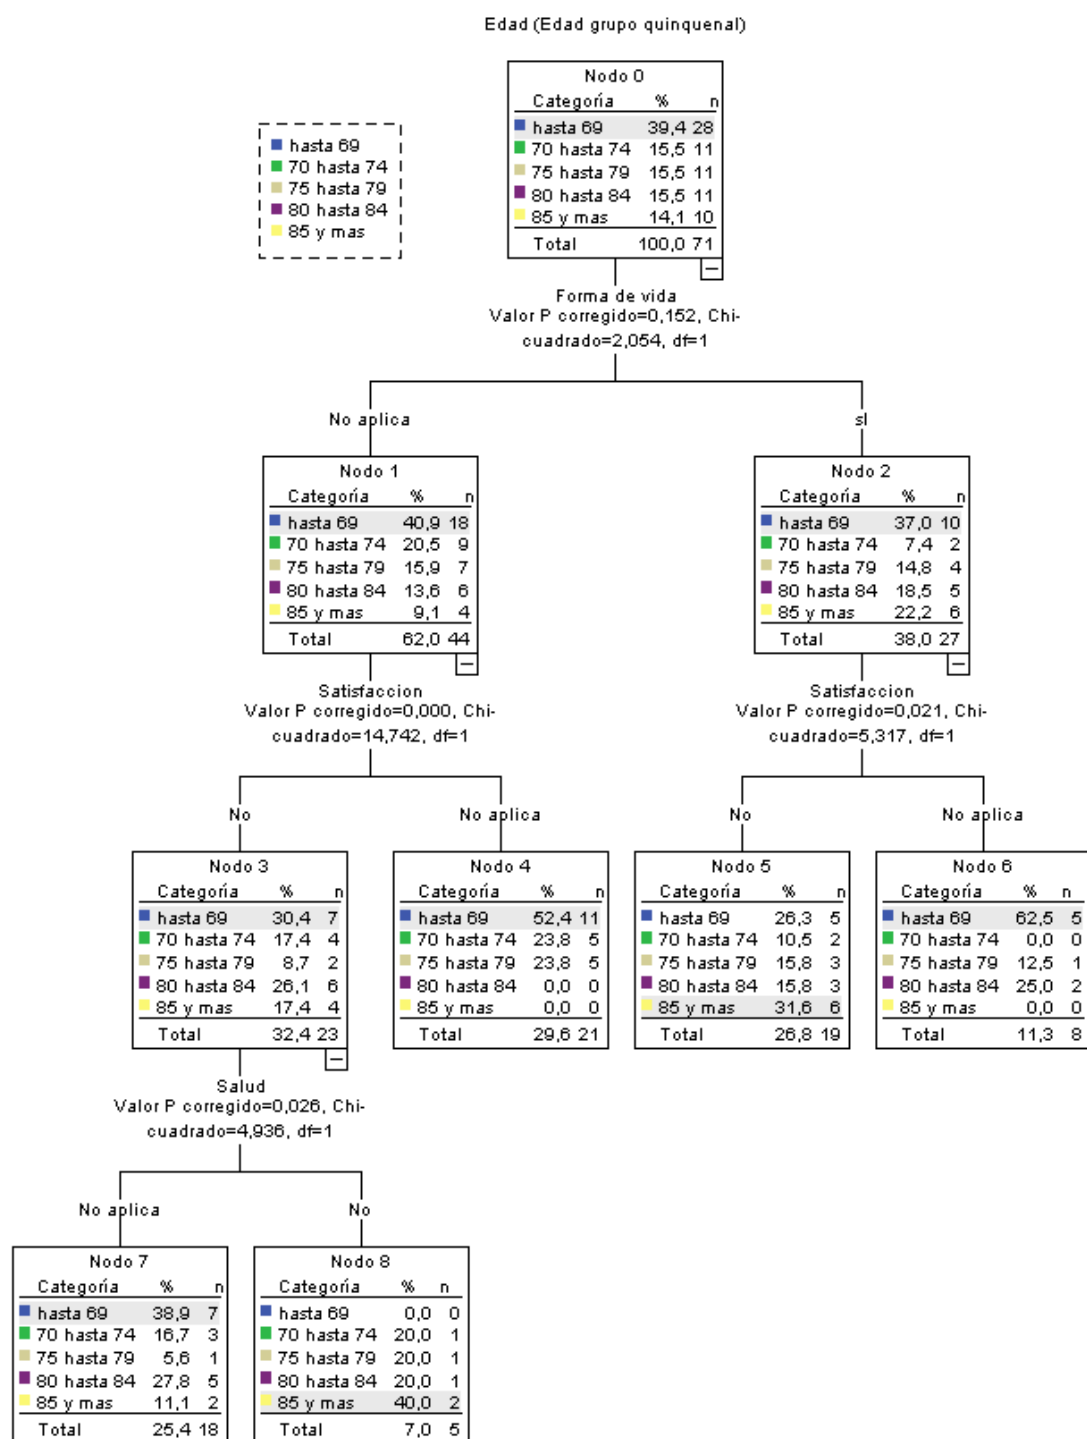 Edad (Edad grupo quinquenal)
Nodo 0
Categoría % n
hasta 69 39,4 28
70 hasta 74 15,5 11
75 hasta 79 15,5 11
80 hasta 84 15,5 11
85 y mas 14,1 10
Total 100,0 71
hasta 69
70 hasta 74
75 hasta 79
80 hasta 84
85 y mas
Forma de vida
Valor P corregido=0,152, Chi-
cuadrado=2,054, df=1
No aplica
sI
Nodo 1
Categoría % n
hasta 69 40,9 18
70 hasta 74 20,5 9
75 hasta 79 15,9 7
80 hasta 84 13,6 6
85 y mas 9,1 4
Total 62,0 44
Nodo 2
Categoría % n
hasta 69 37,0 10
70 hasta 74 7,4 2
75 hasta 79 14,8 4
80 hasta 84 18,5 5
85 y mas 22,2 6
Total 38,0 27
Satisfaccion
Valor P corregido=0,000, Chi-
cuadrado=14,742, df=1
Satisfaccion
Valor P corregido=0,021, Chi-
cuadrado=5,317, df=1
No
No aplica
No
No aplica
Nodo 3
Categoría % n
hasta 69 30,4 7
70 hasta 74 17,4 4
75 hasta 79 8,7 2
80 hasta 84 26,1 6
85 y mas 17,4 4
Total 32,4 23
Nodo 4
Categoría % n
hasta 69 52,4 11
70 hasta 74 23,8 5
75 hasta 79 23,8 5
80 hasta 84 0,0 0
85 y mas 0,0 0
Total 29,6 21
Nodo 5
Categoría % n
hasta 69 26,3 5
70 hasta 74 10,5 2
75 hasta 79 15,8 3
80 hasta 84 15,8 3
85 y mas 31,6 6
Total 26,8 19
Nodo 6
Categoría % n
hasta 69 62,5 5
70 hasta 74 0,0 0
75 hasta 79 12,5 1
80 hasta 84 25,0 2
85 y mas 0,0 0
Total 11,3 8
Salud
Valor P corregido=0,026, Chi-
cuadrado=4,936, df=1
No aplica
No
Nodo 7
Categoría % n
hasta 69 38,9 7
70 hasta 74 16,7 3
75 hasta 79 5,6 1
80 hasta 84 27,8 5
85 y mas 11,1 2
Total 25,4 18
Nodo 8
Categoría % n
hasta 69 0,0 0
70 hasta 74 20,0 1
75 hasta 79 20,0 1
80 hasta 84 20,0 1
85 y mas 40,0 2
Total 7,0 5